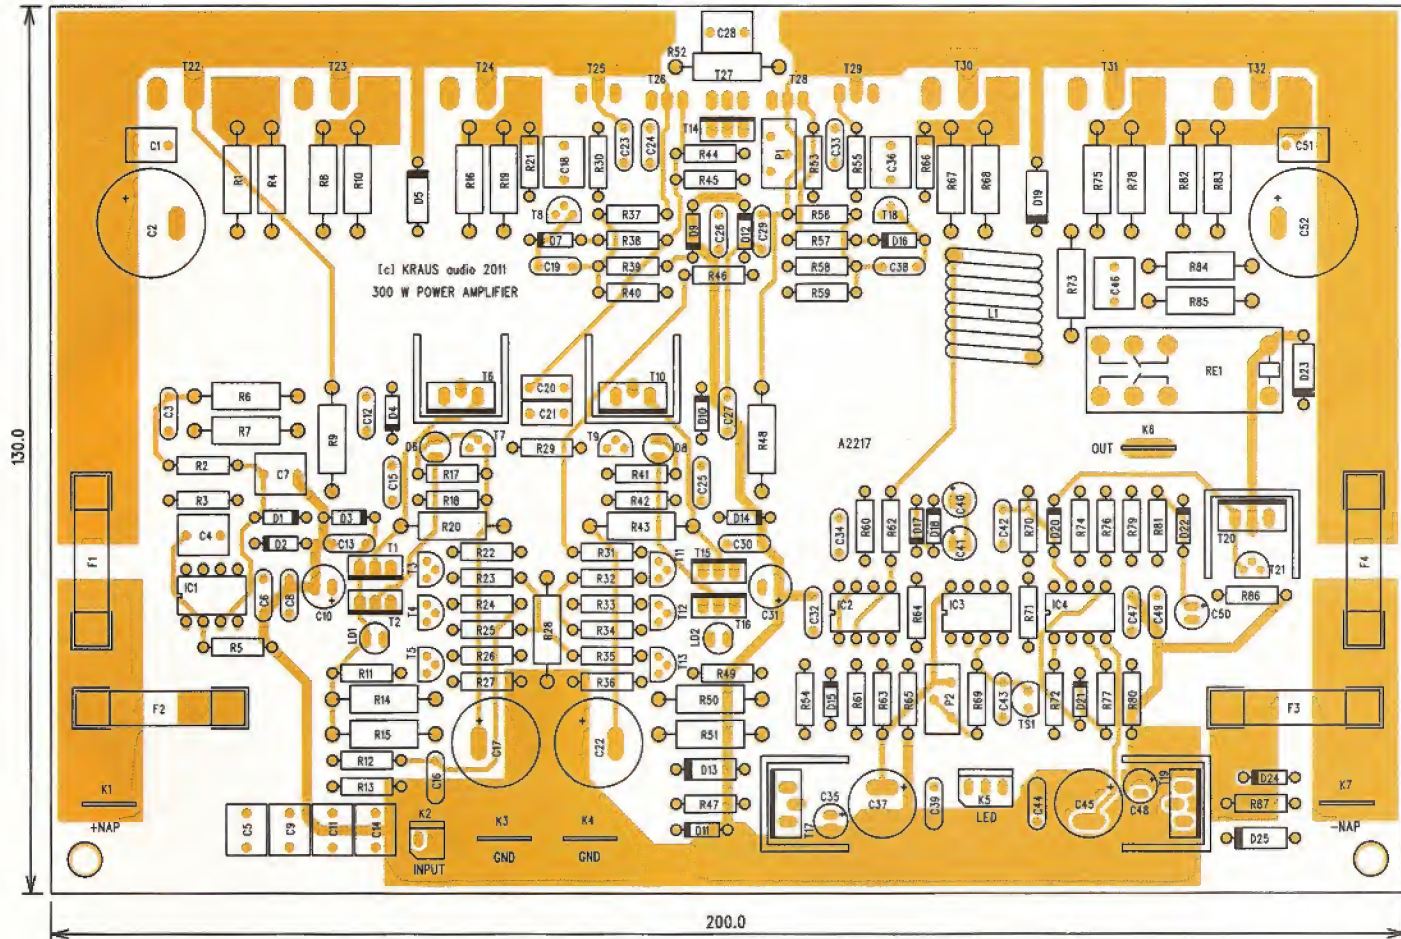 C28
R52
T22
T23
T24
T25
T26
T27
T28
T29
T30
T31
T32
C1
C2
R1
R4
R8
R10
D5
R16
R19
R21
C18
R30
C23
C24
T14
R44
R45
P1
R53
C33
R55
C36
R66
R67
R68
D19
R75
R78
R82
R83
C51
C52
T8
D7
C19
R37
R38
R39
R40
D9
C26
D12
C29
R46
R56
R57
R58
R59
T18
D16
C38
[c] KRAUS audio 2011
300 W POWER AMPLIFIER
L1
R73
C46
R84
R85
RE1
D23
130.0
C3
R6
R7
R9
C12
D4
T6
C20
C21
T10
D10
C27
R48
A2217
OUT
K6
R2
R3
C7
C4
D1
D2
D3
C13
C15
D6
T7
R17
R18
R20
R29
T9
D8
R41
R42
R43
C25
D14
C30
C34
R60
R62
D17
D18
C40
C41
C42
R70
D20
R74
R76
R79
R81
D22
T20
T21
F1
F4
IC1
C6
C8
C10
T1
T2
LD1
T3
T4
T5
R22
R23
R24
R25
R26
R27
R28
R31
R32
R33
R34
R35
R36
T11
T12
T13
T15
T16
LD2
C31
C32
IC2
R64
IC3
R71
IC4
C47
C49
C50
R86
R5
F2
R11
R14
R15
R12
R13
C16
C17
C22
R49
R50
R51
D13
R47
D11
R54
D15
R61
R63
R65
P2
R69
C43
TS1
R72
D21
R77
R80
F3
K1
+NAP
C5
C9
C11
C14
K2
INPUT
K3
GND
K4
GND
T17
C35
C37
C39
K5
LED
C44
C45
C48
T19
D24
R87
D25
K7
-NAP
200.0